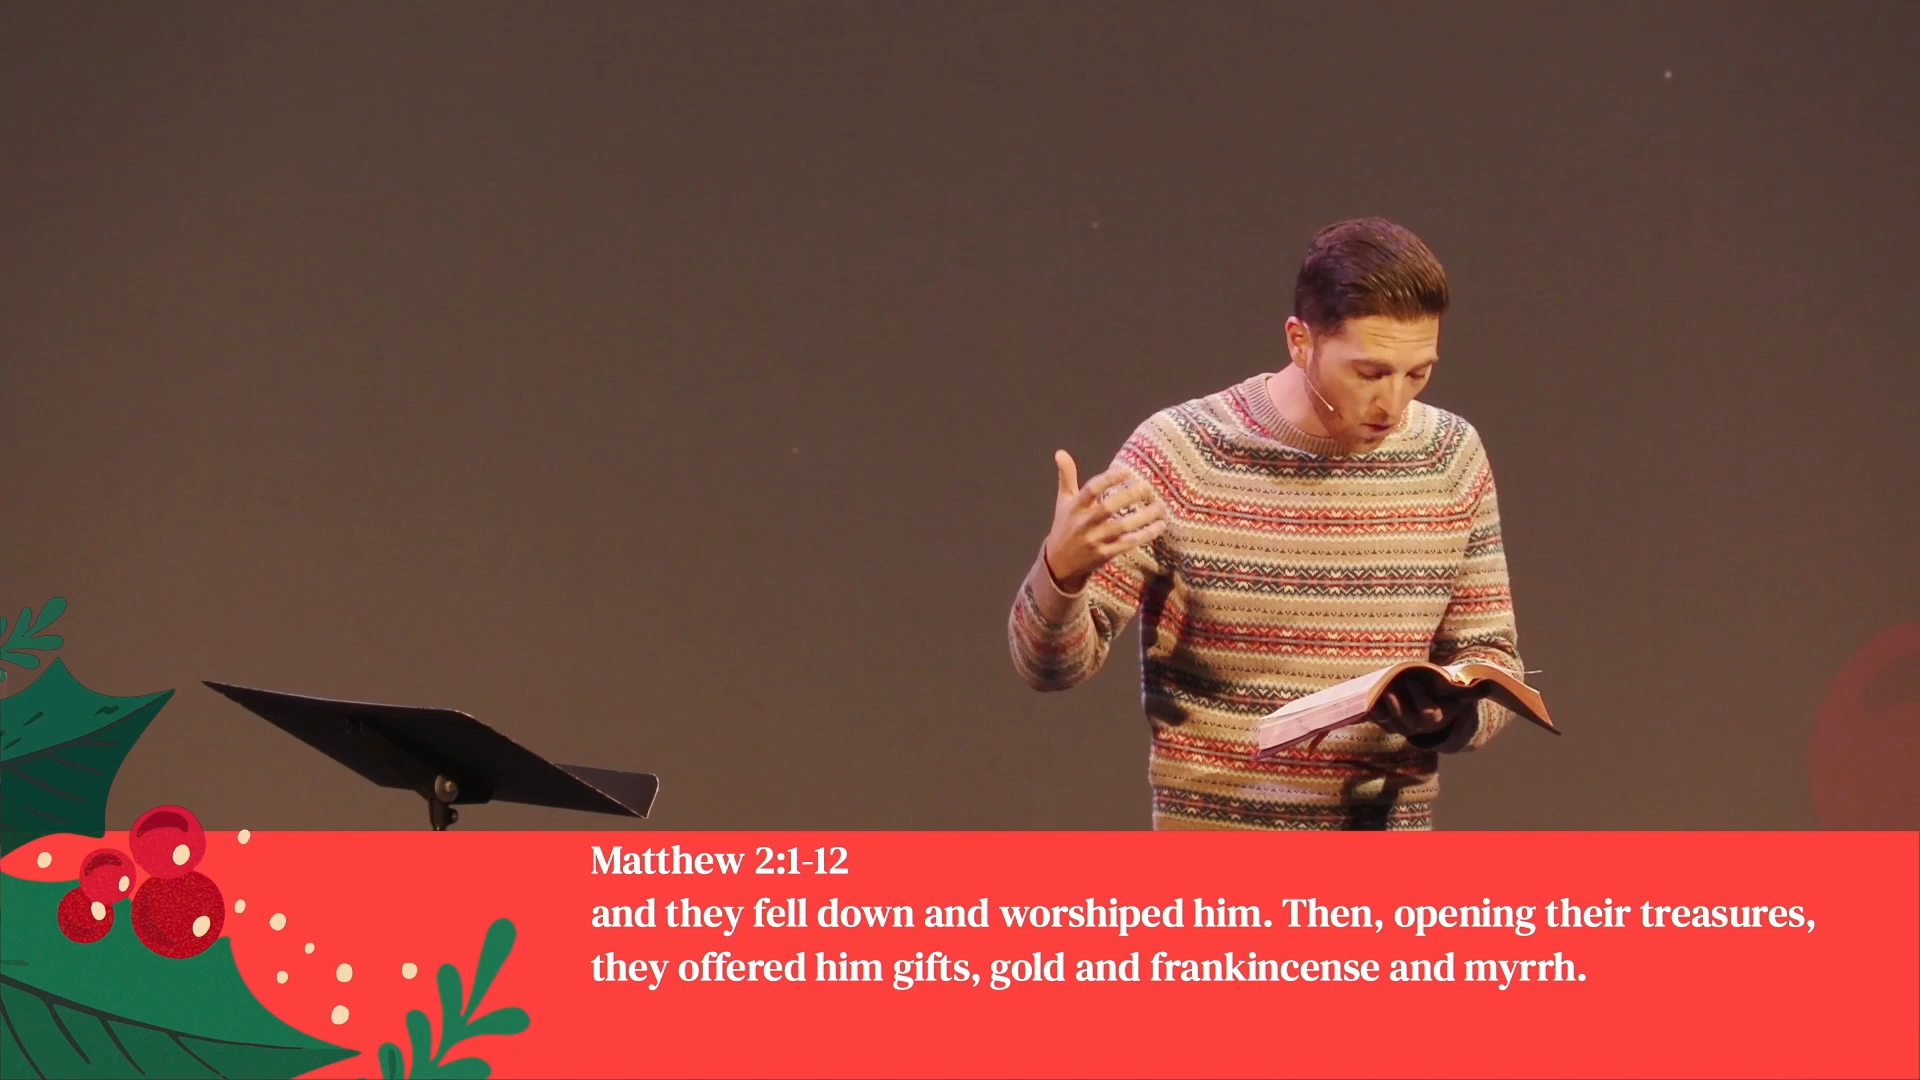 Matthew 2:1-12
and they fell down and worshiped him. Then, opening their treasures,
they offered him gifts, gold and frankincense and myrrh.